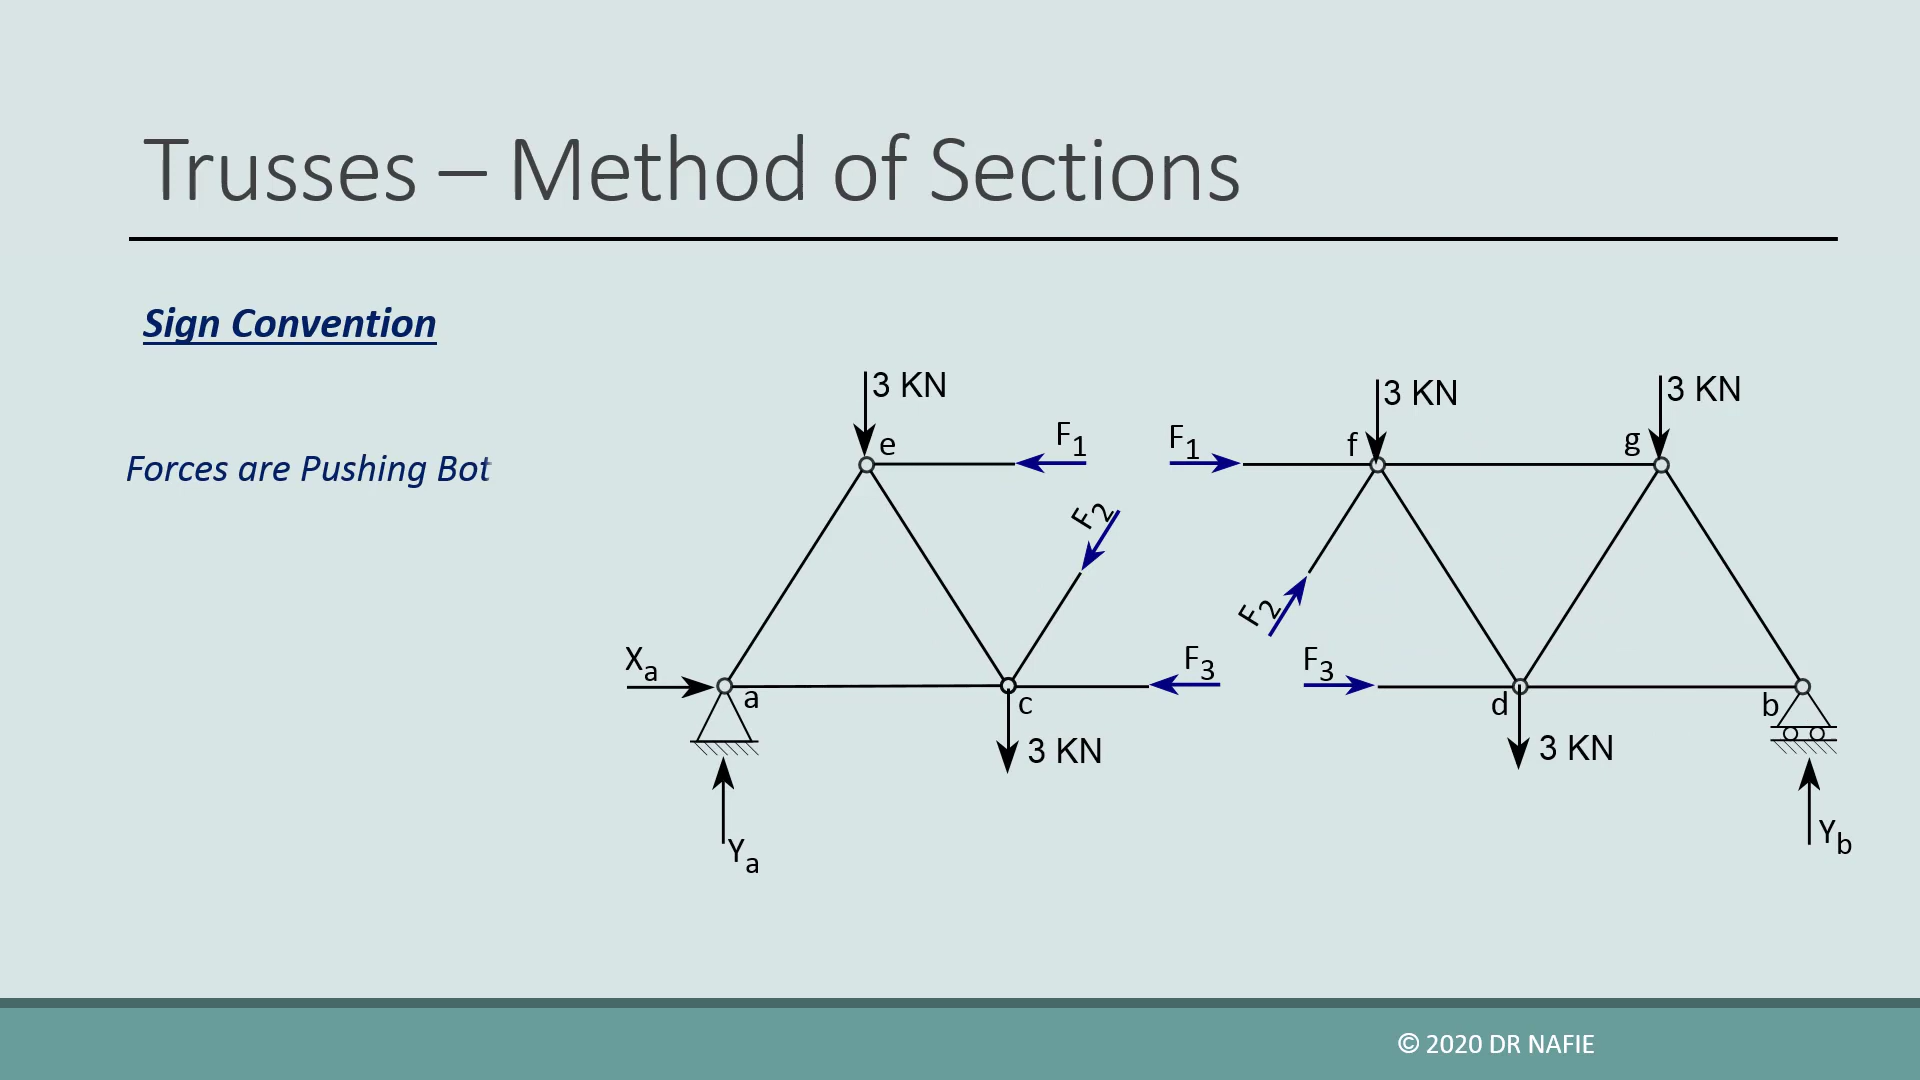 Trusses – Method of Sections
Sign Convention
Forces are Pushing Bot
3 KN
3 KN
3 KN
e
F1
F1
f
g
F2
F2
Xa
a
c
F3
F3
d
b
3 KN
3 KN
Ya
Yb
© 2020 DR NAFIE